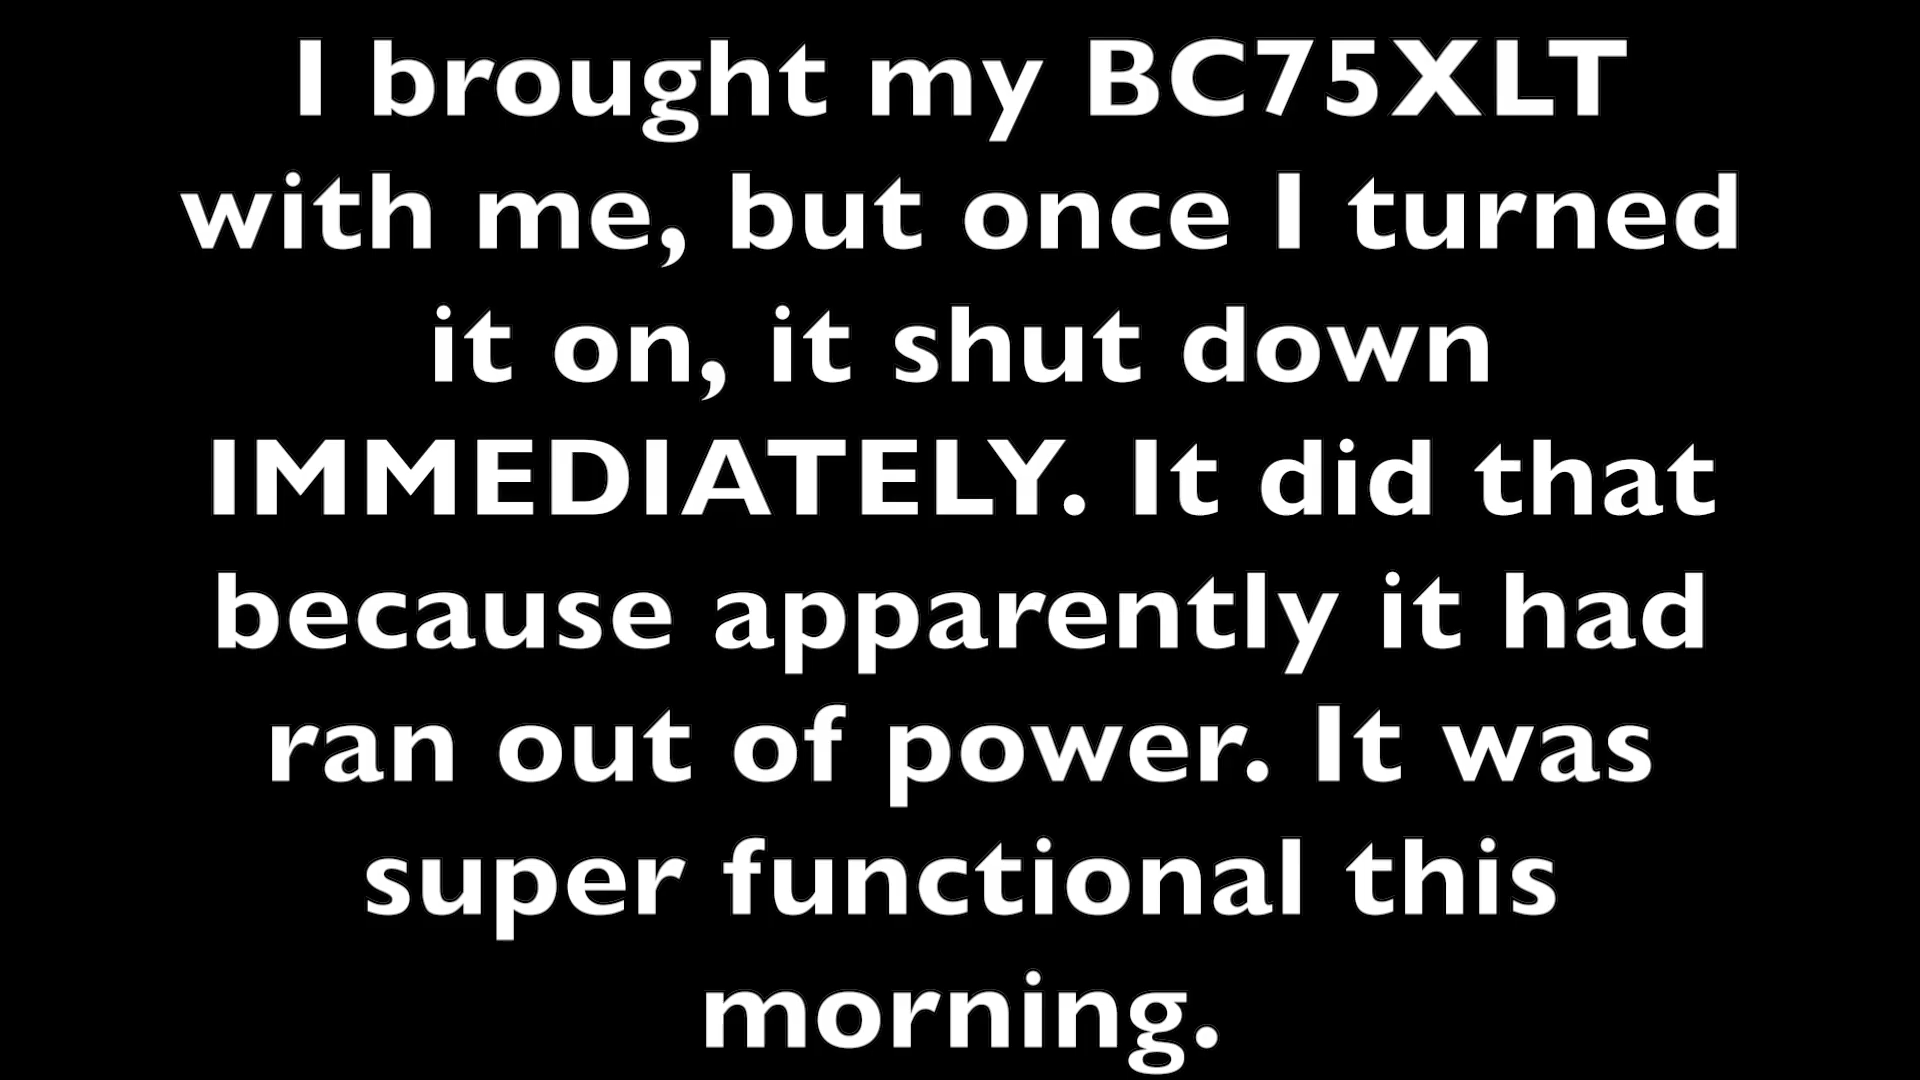 I brought my BC75XLT
with me, but once I turned
it on, it shut down
IMMEDIATELY. It did that
because apparently it had
ran out of power. It was
super functional this
morning.